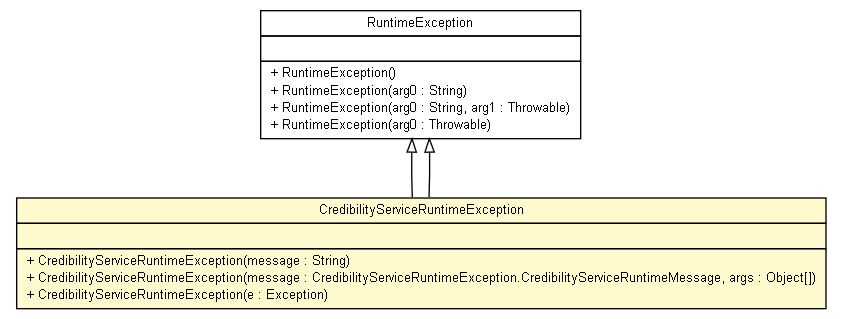 RuntimeException
+ RuntimeException()
+ RuntimeException(arg0 : String)
+ RuntimeException(arg0 : String, arg1 : Throwable)
+ RuntimeException(arg0 : Throwable)
CredibilityServiceRuntimeException
+ CredibilityServiceRuntimeException(message : String)
+ CredibilityServiceRuntimeException(message : CredibilityServiceRuntimeException.CredibilityServiceRuntimeMessage, args : Object[])
+ CredibilityServiceRuntimeException(e : Exception)